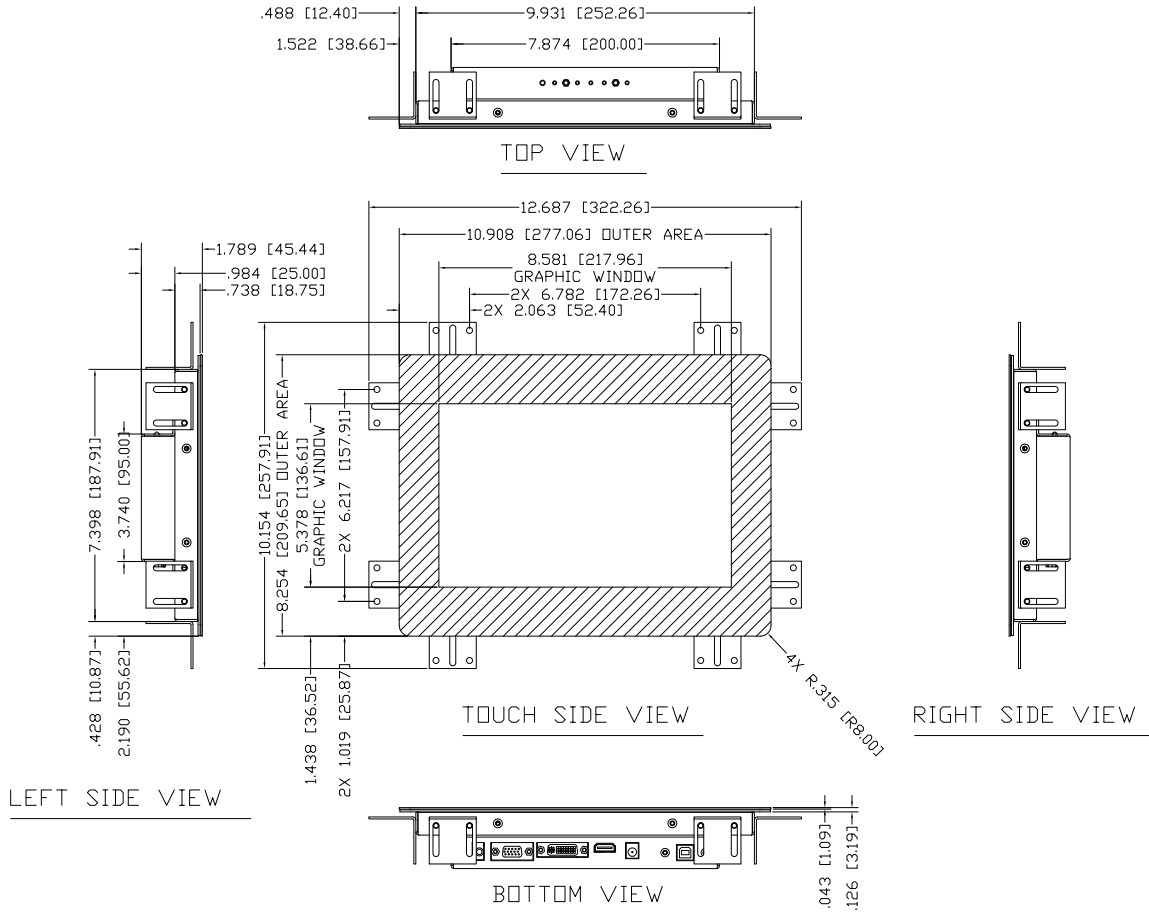 .488 [12.40]
9.931 [252.26]
1.522 [38.66]
7.874 [200.00]
TOP VIEW
12.687 [322.26]
10.908 [277.06] OUTER AREA
8.581 [217.96]
GRAPHIC WINDOW
2X 6.782 [172.26]
2X 2.063 [52.40]
1.789 [45.44]
.984 [25.00]
.738 [18.75]
7.398 [187.91]
3.740 [95.00]
.428 [10.87]
2.190 [55.62]
LEFT SIDE VIEW
10.154 [257.91]
8.254 [209.65] OUTER AREA
5.378 [136.61]
GRAPHIC WINDOW
2X 6.217 [157.91]
1.438 [36.52]
2X 1.019 [25.87]
4X R.315 [R8.00]
TOUCH SIDE VIEW
RIGHT SIDE VIEW
.043 [1.09]
.126 [3.19]
BOTTOM VIEW